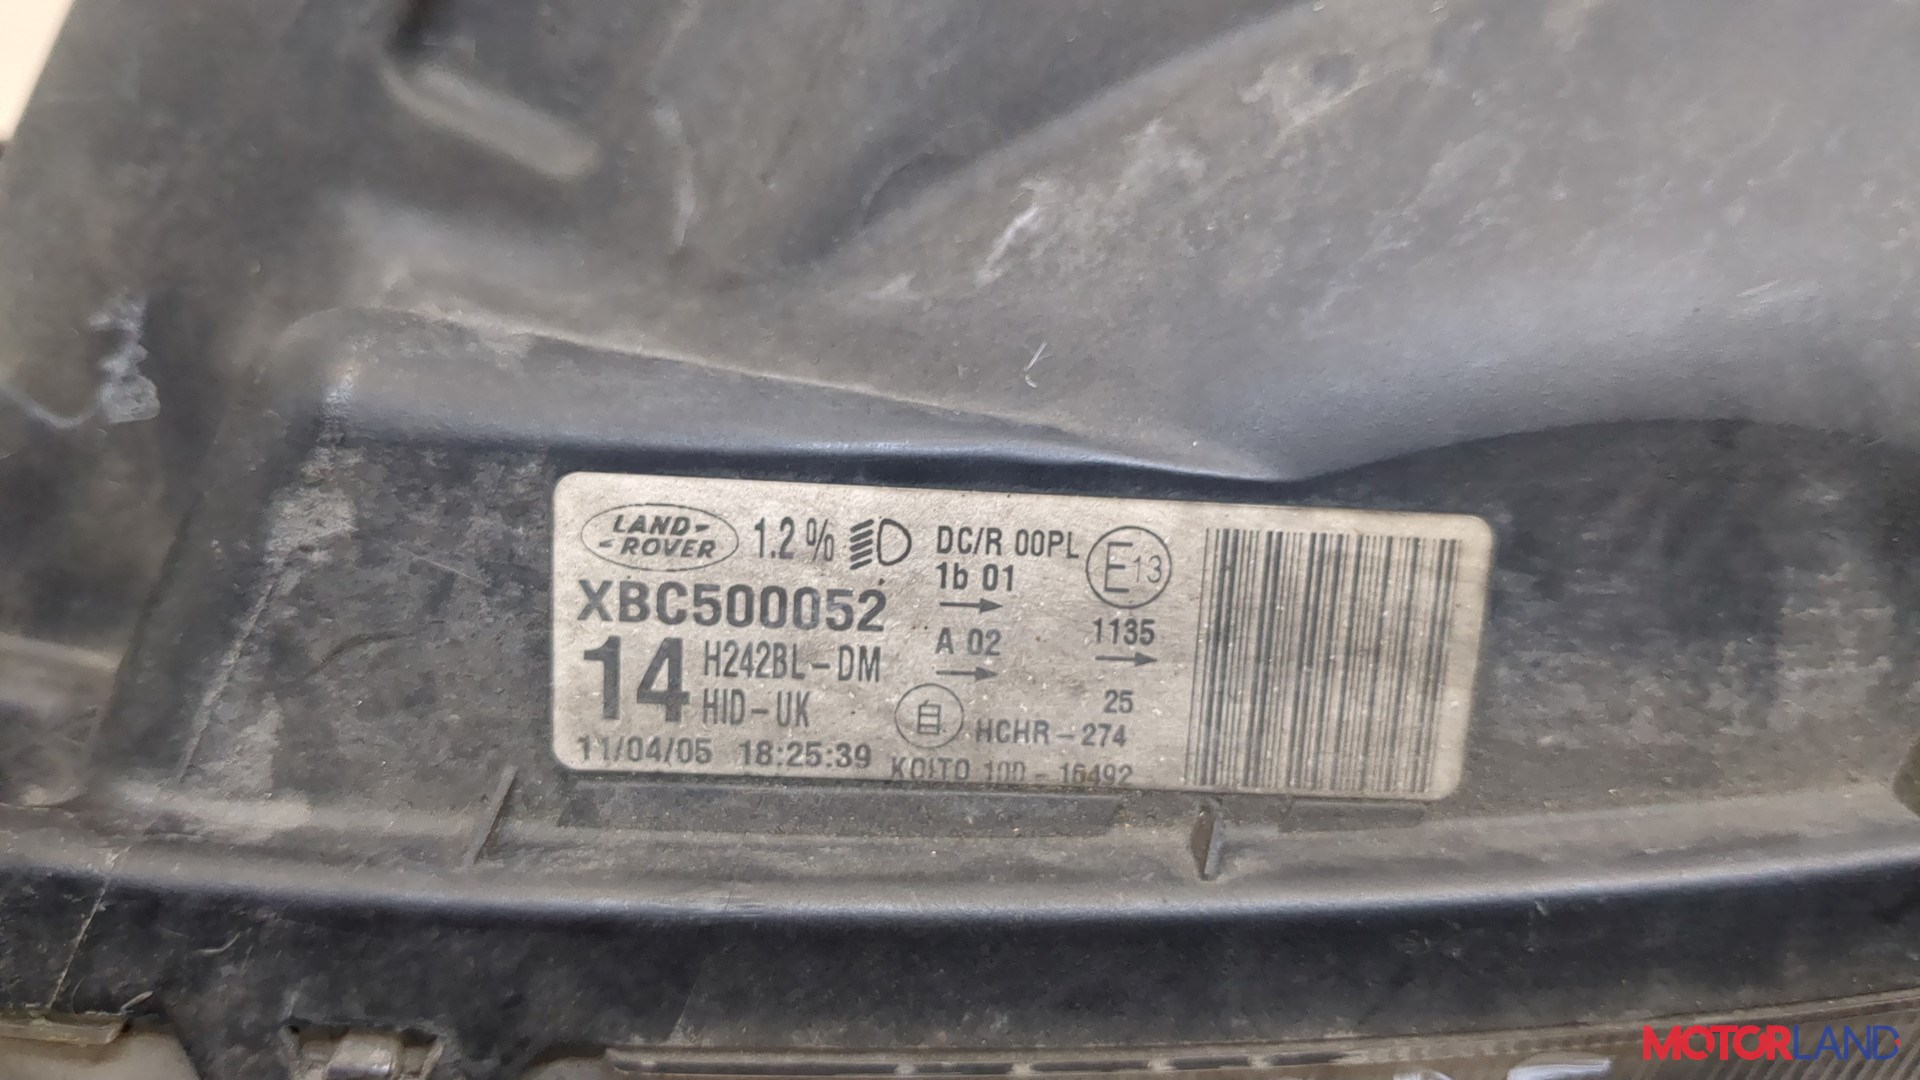 LAND-
-ROVER
1.2%
DC/R 00PL
1b 01
E13
XBC500052
A 02
1135
14
H242BL-DM
HID-UK
25
自
HCHR-274
11/04/05 18:25:39
KOITO 100-16492
MOTORLAND